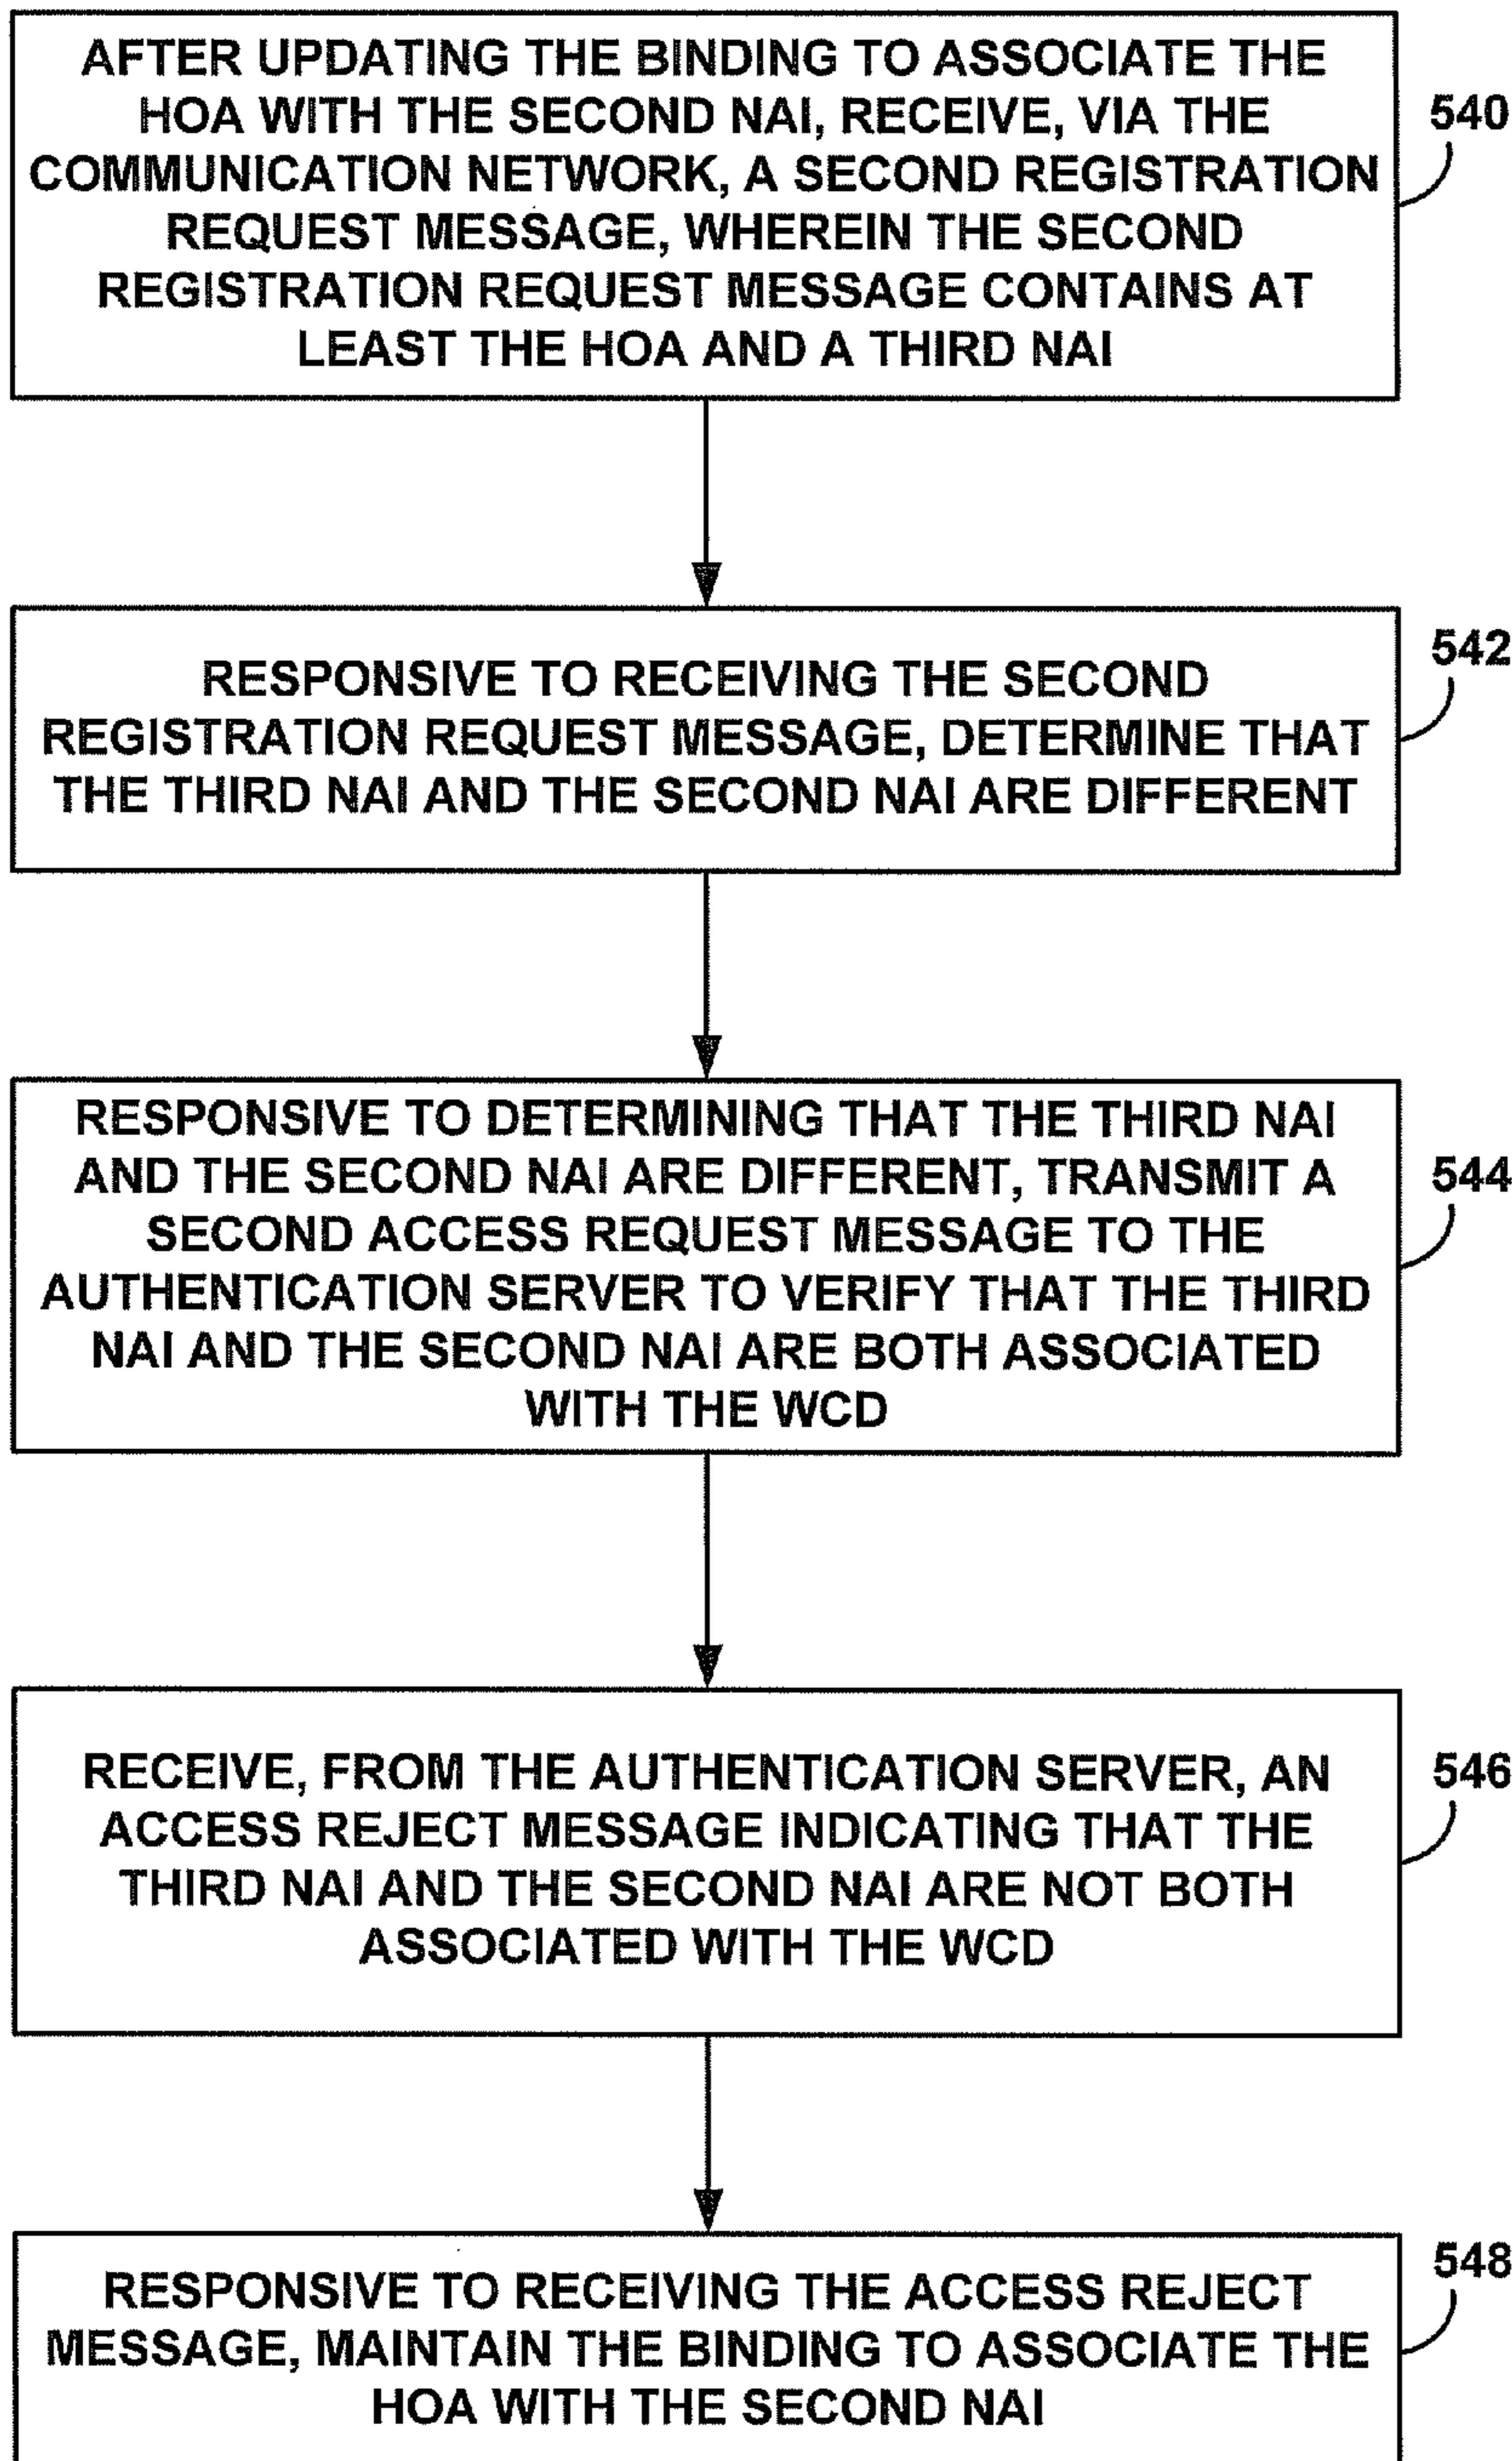 AFTER UPDATING THE BINDING TO ASSOCIATE THE
HOA WITH THE SECOND NAI, RECEIVE, VIA THE
COMMUNICATION NETWORK, A SECOND REGISTRATION
REQUEST MESSAGE, WHEREIN THE SECOND
REGISTRATION REQUEST MESSAGE CONTAINS AT
LEAST THE HOA AND A THIRD NAI
540
RESPONSIVE TO RECEIVING THE SECOND
REGISTRATION REQUEST MESSAGE, DETERMINE THAT
THE THIRD NAI AND THE SECOND NAI ARE DIFFERENT
542
RESPONSIVE TO DETERMINING THAT THE THIRD NAI
AND THE SECOND NAI ARE DIFFERENT, TRANSMIT A
SECOND ACCESS REQUEST MESSAGE TO THE
AUTHENTICATION SERVER TO VERIFY THAT THE THIRD
NAI AND THE SECOND NAI ARE BOTH ASSOCIATED
WITH THE WCD
544
RECEIVE, FROM THE AUTHENTICATION SERVER, AN
ACCESS REJECT MESSAGE INDICATING THAT THE
THIRD NAI AND THE SECOND NAI ARE NOT BOTH
ASSOCIATED WITH THE WCD
546
RESPONSIVE TO RECEIVING THE ACCESS REJECT
MESSAGE, MAINTAIN THE BINDING TO ASSOCIATE THE
HOA WITH THE SECOND NAI
548